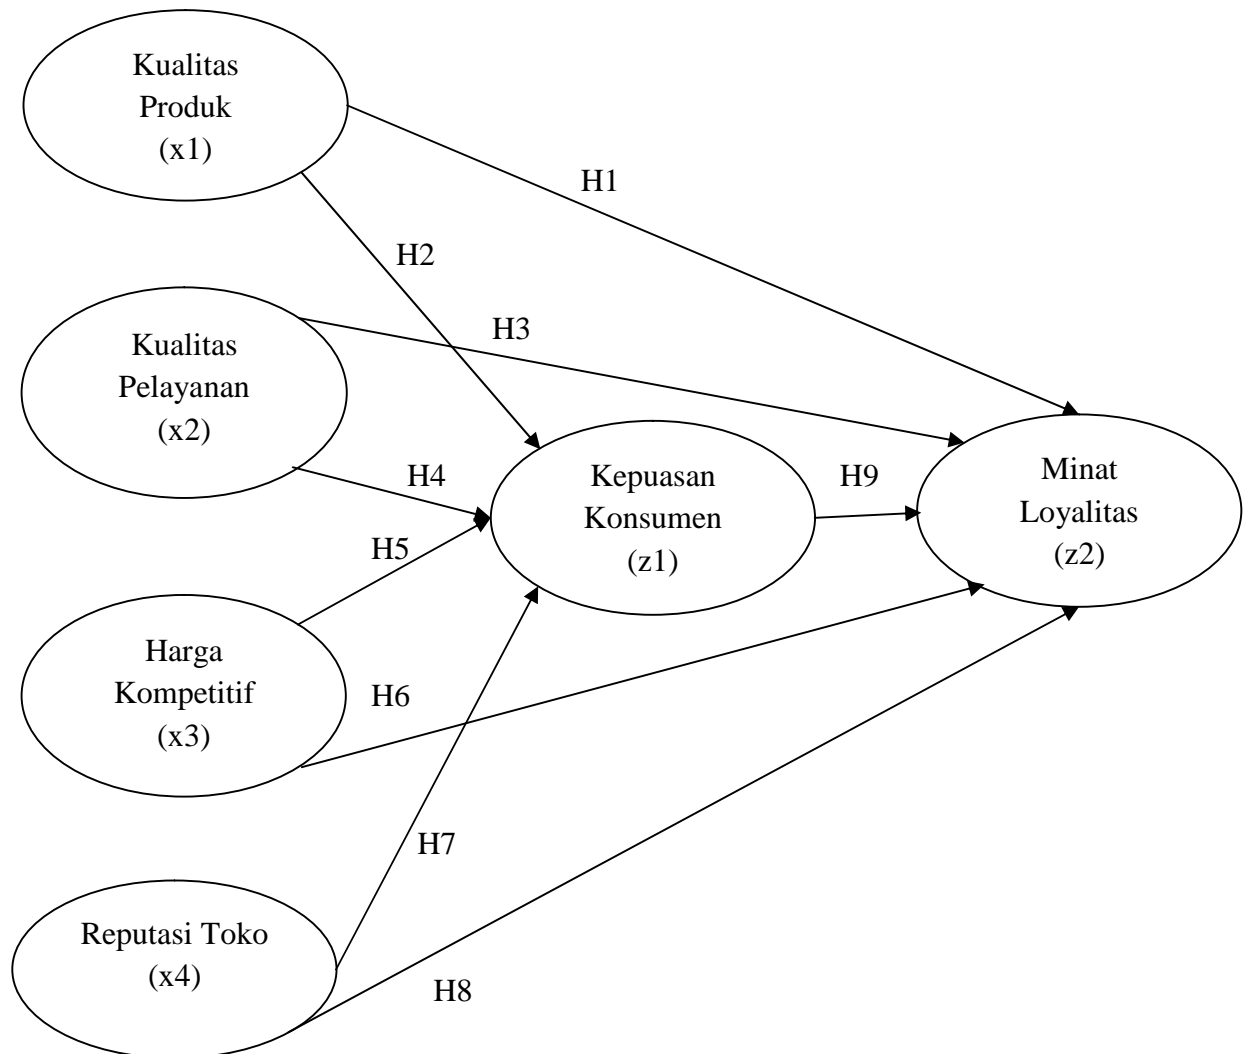 Kualitas
Produk
(x1)
H1
H2
Kualitas
Pelayanan
(x2)
H3
H4
Kepuasan
Konsumen
(z1)
H9
Minat
Loyalitas
(z2)
H5
Harga
Kompetitif
(x3)
H6
H7
Reputasi Toko
(x4)
H8